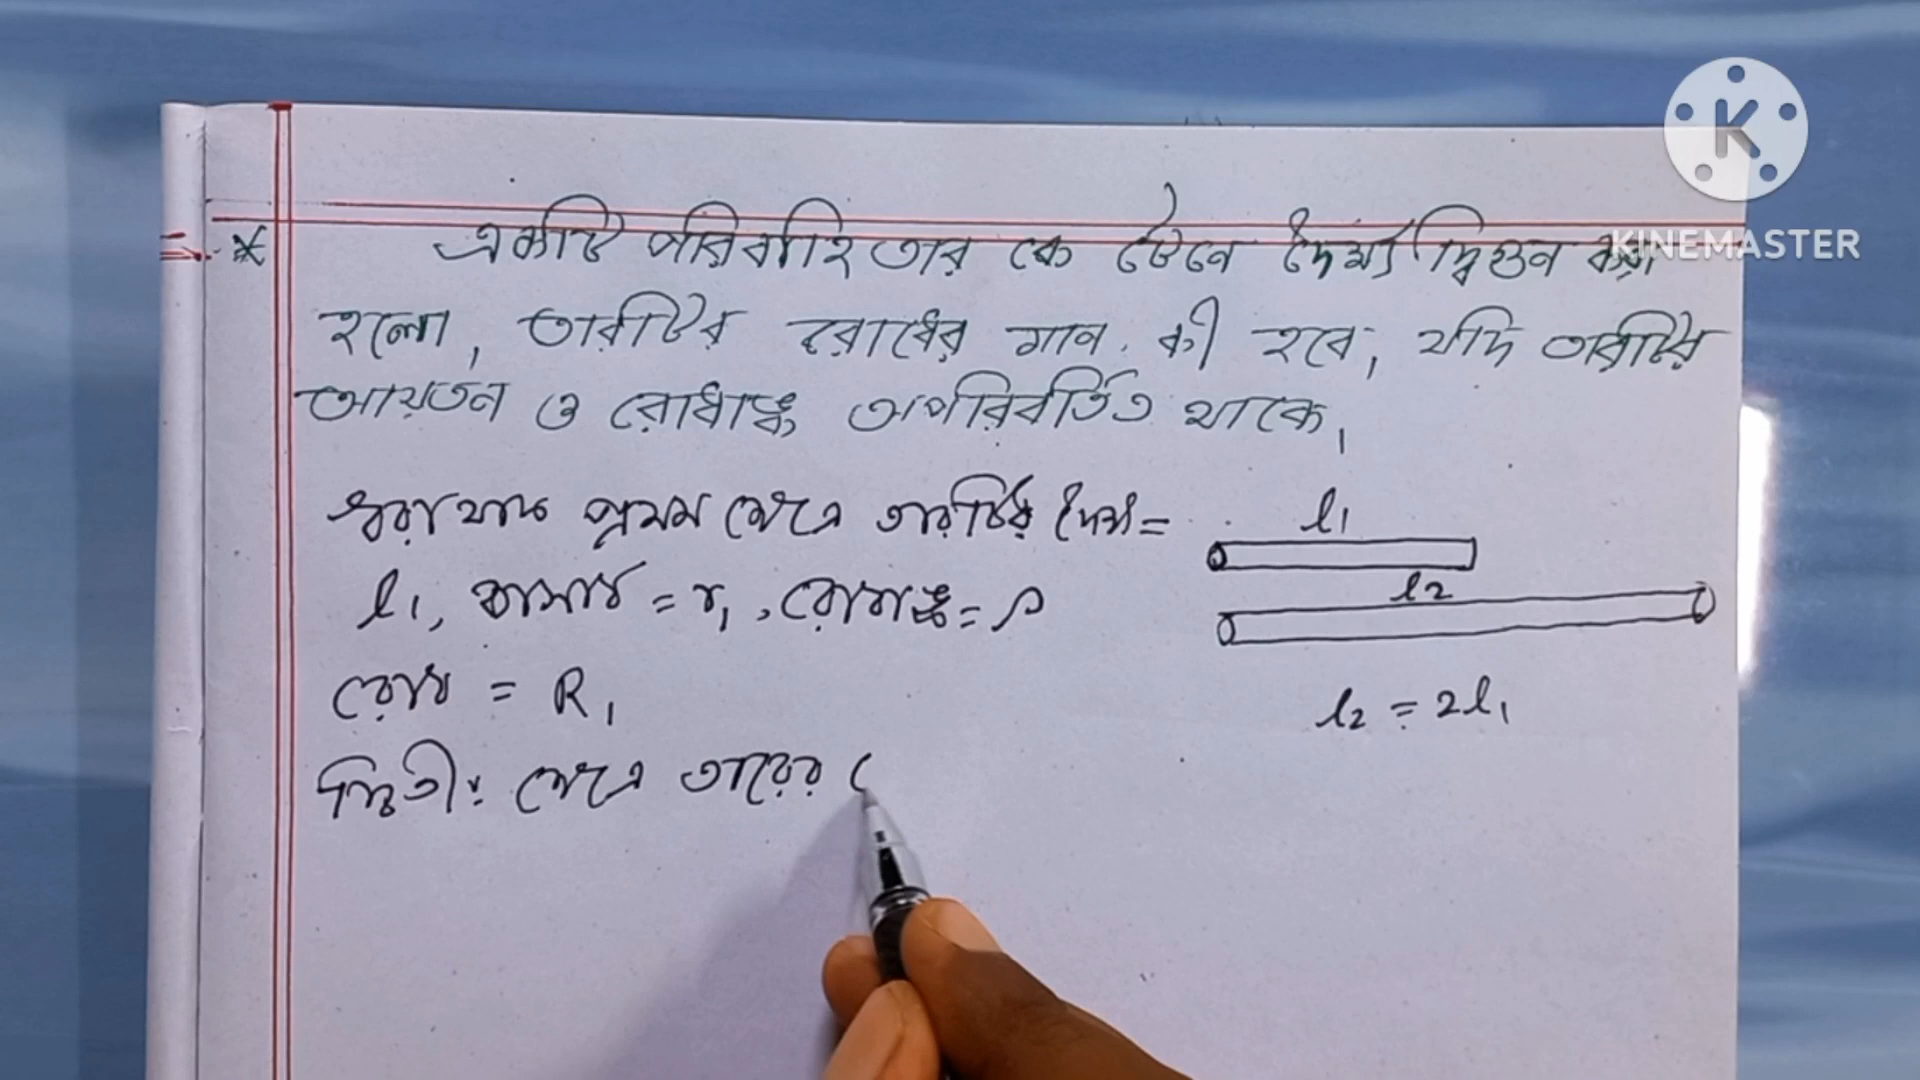 KINEMASTER
* একটি পরিবাহি তার কে টেনে দৈর্ঘ্য দ্বিগুন করা
হলো, তারটির রোধের মান কী হবে, যদি তারটির
আয়তন ও রোধাঙ্ক অপরিবর্তিত থাকে,
ধরাযাক প্রথম ক্ষেত্রে তারটির দৈর্ঘ্য =
l₁, ব্যাসার্ধ = r₁, রোধাঙ্ক = ρ
রোধ = R₁
দ্বিতীয় ক্ষেত্রে তারের
l₁
l₂
l₂ = 2l₁